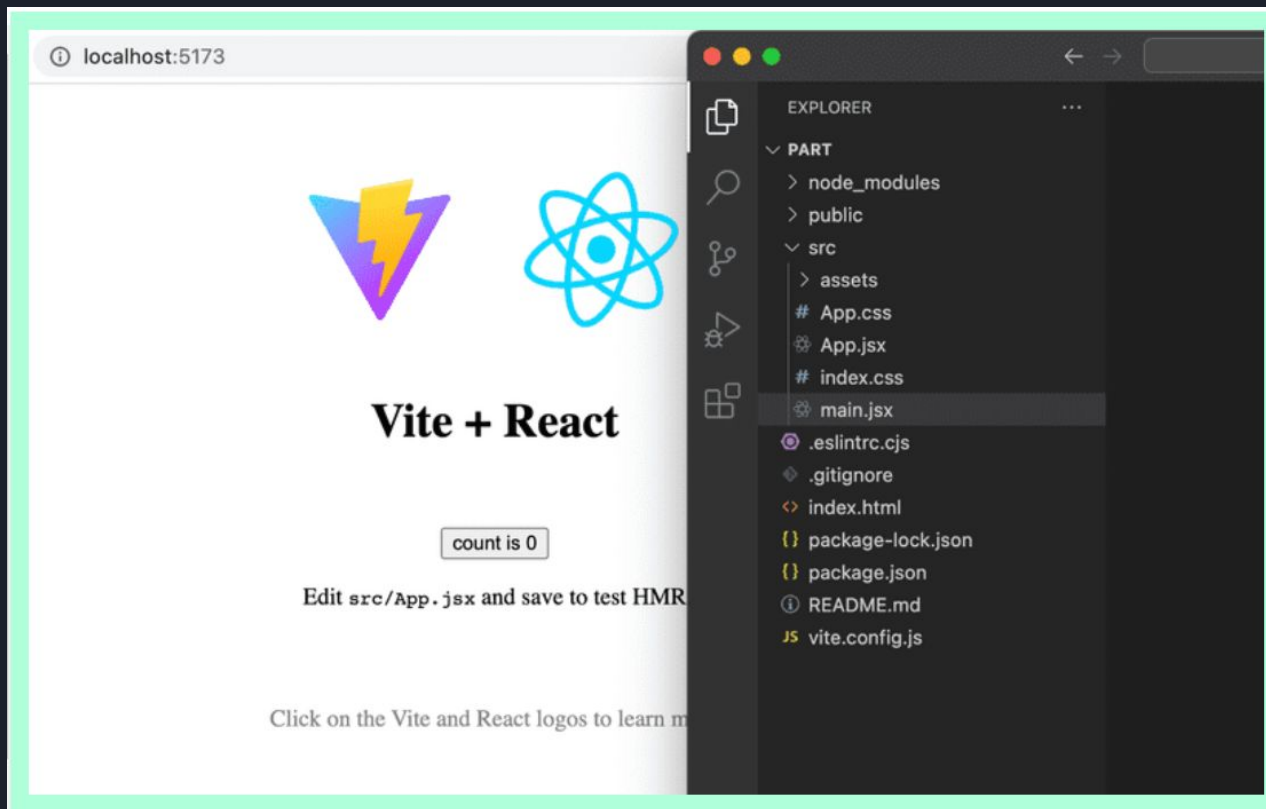 localhost:5173
Vite + React
count is 0
Edit src/App.jsx and save to test HMR
Click on the Vite and React logos to learn m
EXPLORER
PART
node_modules
public
src
assets
# App.css
App.jsx
# index.css
main.jsx
.eslintrc.cjs
.gitignore
<> index.html
{} package-lock.json
{} package.json
README.md
JS vite.config.js